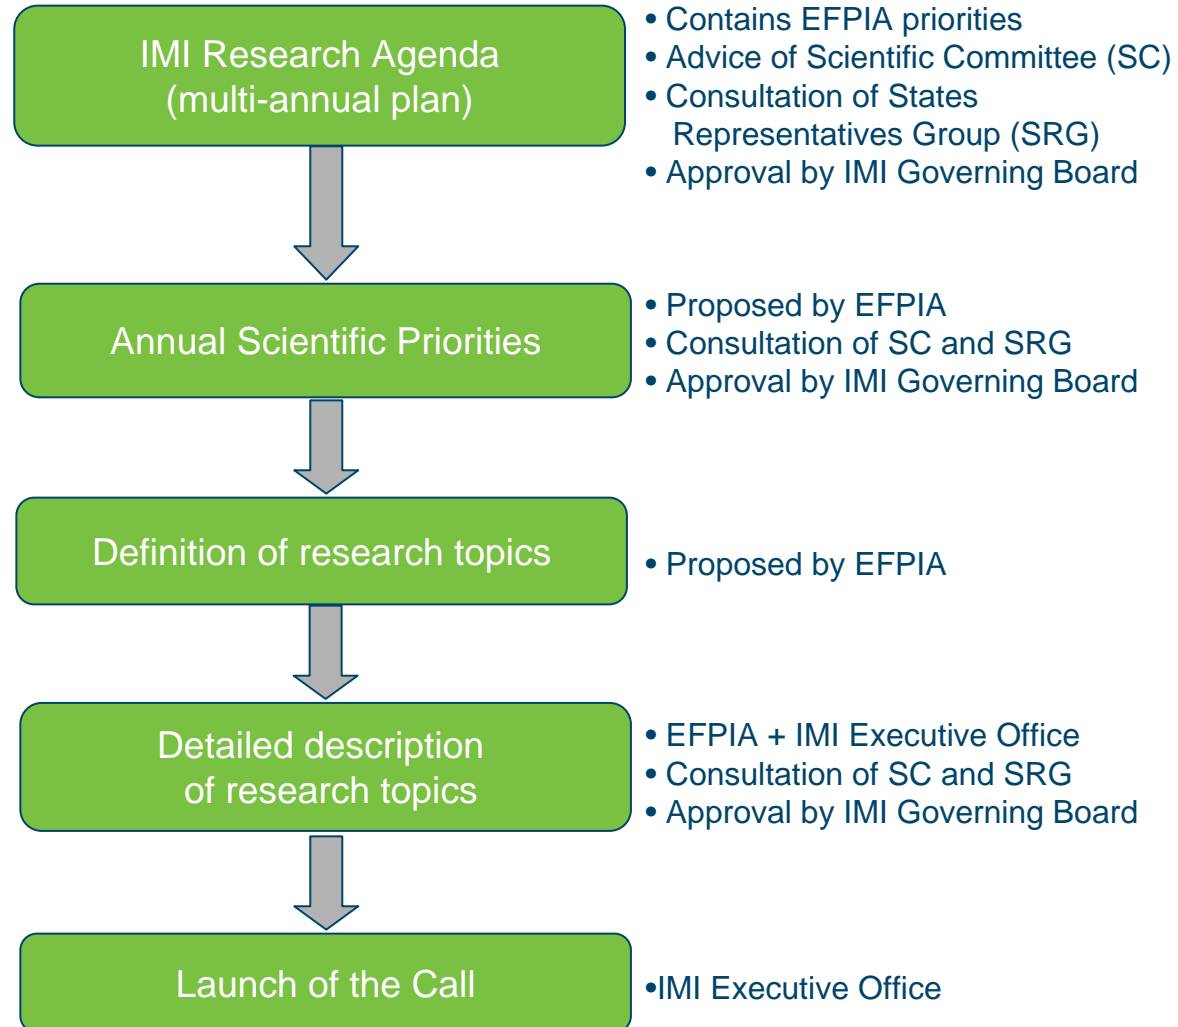 IMI Research Agenda
(multi-annual plan)
• Contains EFPIA priorities
• Advice of Scientific Committee (SC)
• Consultation of States
Representatives Group (SRG)
• Approval by IMI Governing Board
Annual Scientific Priorities
• Proposed by EFPIA
• Consultation of SC and SRG
• Approval by IMI Governing Board
Definition of research topics
• Proposed by EFPIA
Detailed description
of research topics
• EFPIA + IMI Executive Office
• Consultation of SC and SRG
• Approval by IMI Governing Board
Launch of the Call
•IMI Executive Office